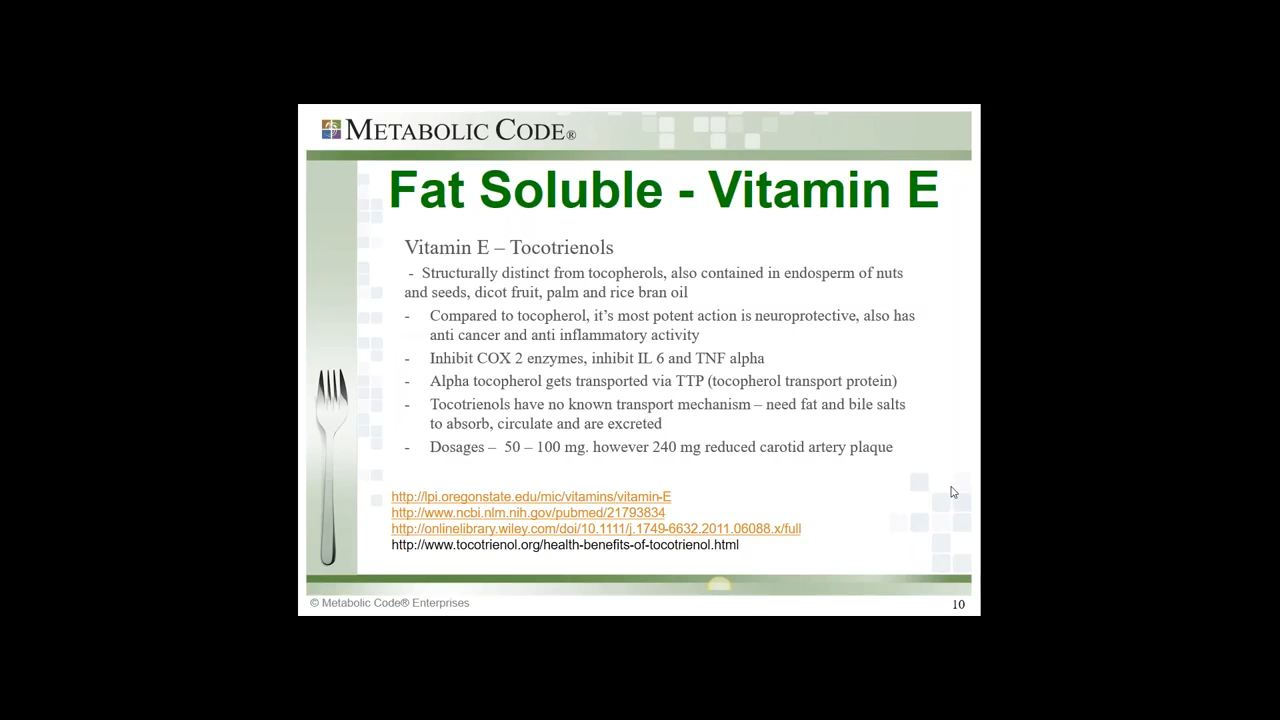 METABOLIC CODE®
Fat Soluble - Vitamin E
Vitamin E – Tocotrienols
- Structurally distinct from tocopherols, also contained in endosperm of nuts
and seeds, dicot fruit, palm and rice bran oil
- Compared to tocopherol, it’s most potent action is neuroprotective, also has
anti cancer and anti inflammatory activity
- Inhibit COX 2 enzymes, inhibit IL 6 and TNF alpha
- Alpha tocopherol gets transported via TTP (tocopherol transport protein)
- Tocotrienols have no known transport mechanism – need fat and bile salts
to absorb, circulate and are excreted
- Dosages – 50 – 100 mg. however 240 mg reduced carotid artery plaque
http://lpi.oregonstate.edu/mic/vitamins/vitamin-E
http://www.ncbi.nlm.nih.gov/pubmed/21793834
http://onlinelibrary.wiley.com/doi/10.1111/j.1749-6632.2011.06088.x/full
http://www.tocotrienol.org/health-benefits-of-tocotrienol.html
© Metabolic Code® Enterprises
10